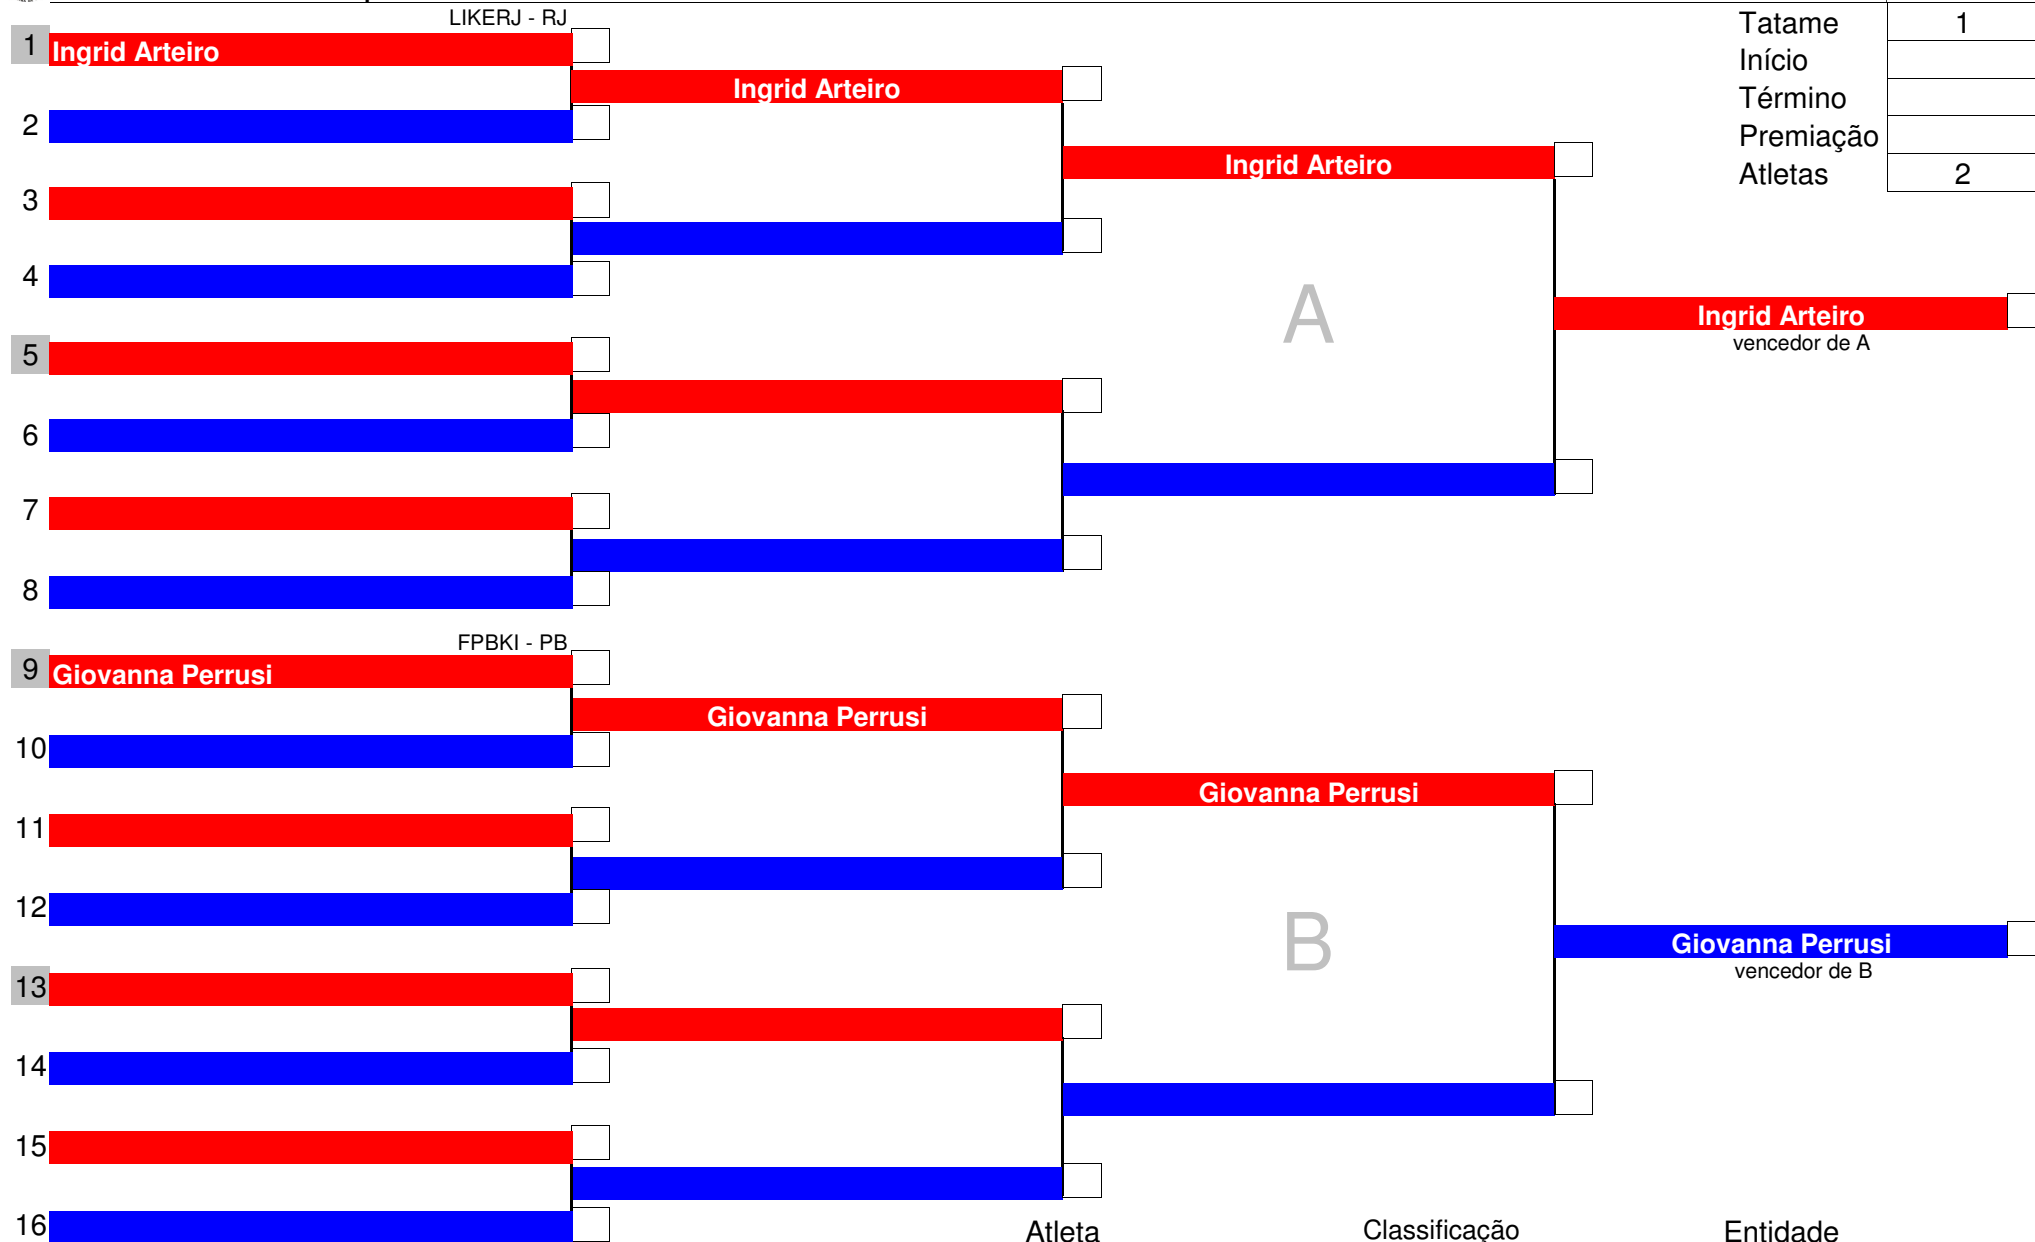 LIKERJ - RJ
Tatame 1
1 Ingrid Arteiro
Início
Ingrid Arteiro
Término
2
Premiação
Ingrid Arteiro
Atletas 2
3
4
A
Ingrid Arteiro
vencedor de A
5
6
7
8
FPBKI - PB
9 Giovanna Perrusi
Giovanna Perrusi
10
Giovanna Perrusi
11
12
B
Giovanna Perrusi
vencedor de B
13
14
15
16
Atleta Classificação Entidade